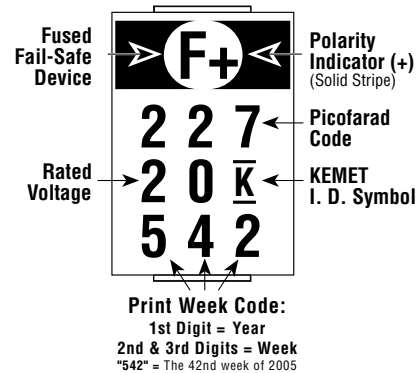 Fused
Fail-Safe
Device
F+
Polarity
Indicator (+)
(Solid Stripe)
2 2 7
Picofarad
Code
Rated
Voltage
2 0 K
KEMET
I. D. Symbol
5 4 2
Print Week Code:
1st Digit = Year
2nd & 3rd Digits = Week
"542" = The 42nd week of 2005